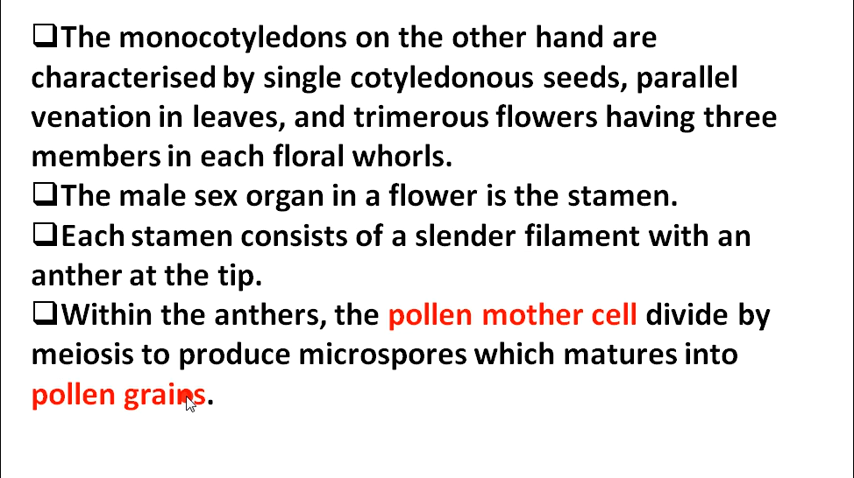 ❑The monocotyledons on the other hand are
characterised by single cotyledonous seeds, parallel
venation in leaves, and trimerous flowers having three
members in each floral whorls.
❑The male sex organ in a flower is the stamen.
❑Each stamen consists of a slender filament with an
anther at the tip.
❑Within the anthers, the pollen mother cell divide by
meiosis to produce microspores which matures into
pollen grains.